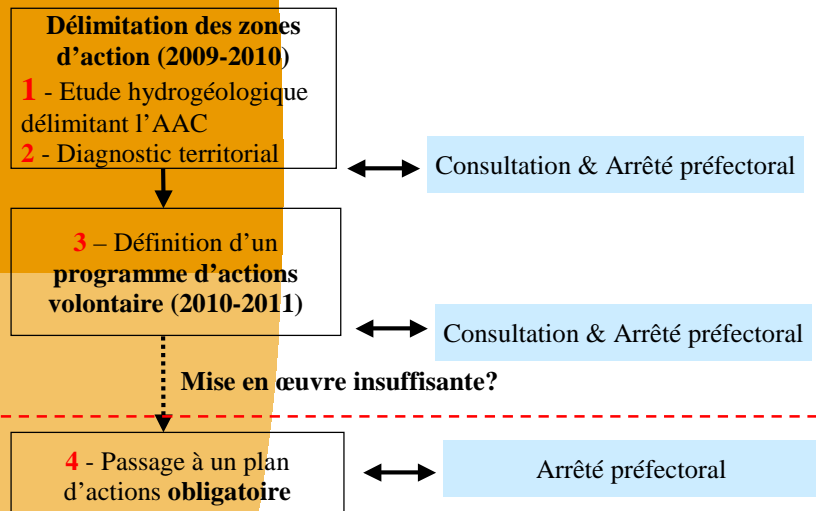 Délimitation des zones
d’action (2009-2010)
1 - Etude hydrogéologique
délimitant l’AAC
2 - Diagnostic territorial
Consultation & Arrêté préfectoral
3 – Définition d’un
programme d’actions
volontaire (2010-2011)
Consultation & Arrêté préfectoral
Mise en œuvre insuffisante?
4 - Passage à un plan
d’actions obligatoire
Arrêté préfectoral